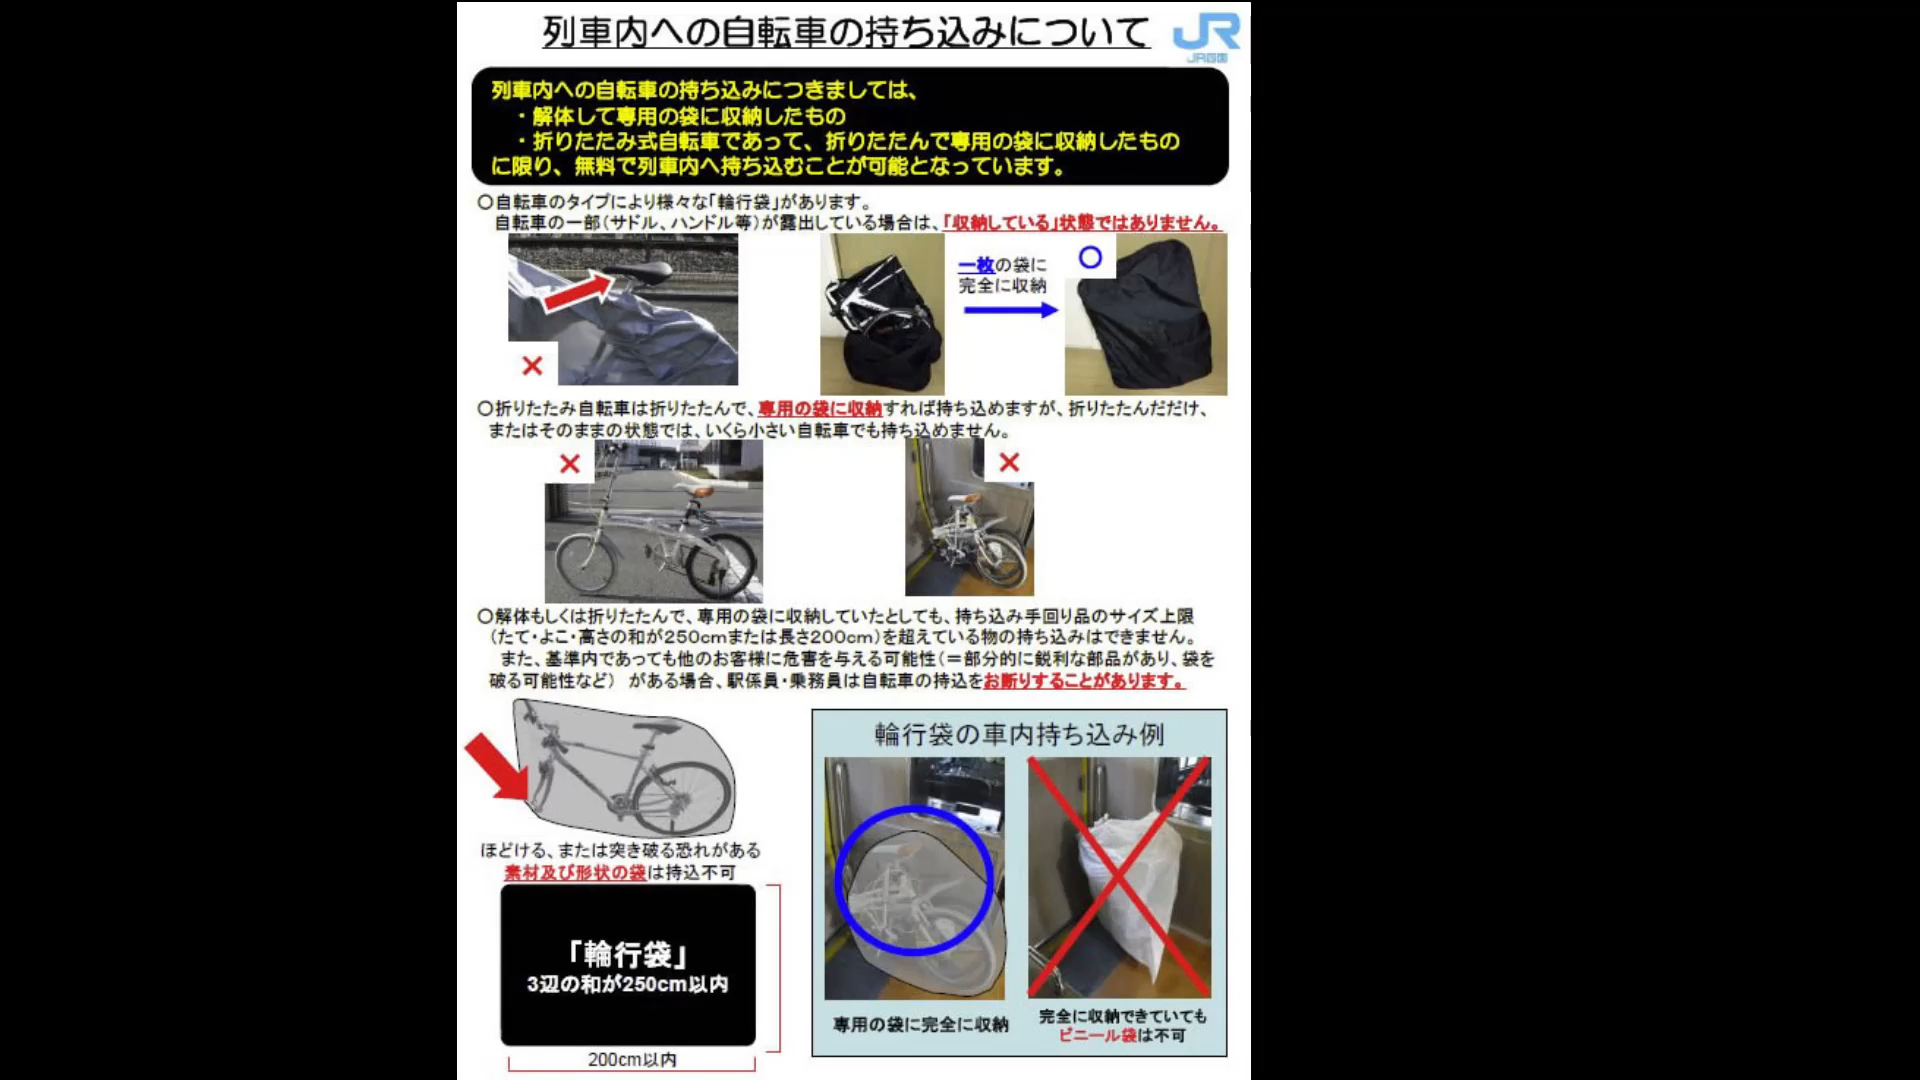 列車内への自転車の持ち込みについて
JR
JR四国
列車内への自転車の持ち込みにつきましては、
・解体して専用の袋に収納したもの
・折りたたみ式自転車であって、折りたたんで専用の袋に収納したもの
に限り、無料で列車内へ持ち込むことが可能となっています。
○自転車のタイプにより様々な「輪行袋」があります。
自転車の一部（サドル、ハンドル等）が露出している場合は、「収納している」状態ではありません。
一枚の袋に
完全に収納
○折りたたみ自転車は折りたたんで、専用の袋に収納すれば持ち込めますが、折りたたんだだけ、
またはそのままの状態では、いくら小さい自転車でも持ち込めません。
○解体もしくは折りたたんで、専用の袋に収納していたとしても、持ち込み手回り品のサイズ上限
（たて・よこ・高さの和が250cmまたは長さ200cm）を超えている物の持ち込みはできません。
また、基準内であっても他のお客様に危害を与える可能性（＝部分的に鋭利な部品があり、袋を
破る可能性など） がある場合、駅係員・乗務員は自転車の持込をお断りすることがあります。
ほどける、または突き破る恐れがある
素材及び形状の袋は持込不可
「輪行袋」
3辺の和が250cm以内
200cm以内
輪行袋の車内持ち込み例
専用の袋に完全に収納
完全に収納できていても
ビニール袋は不可